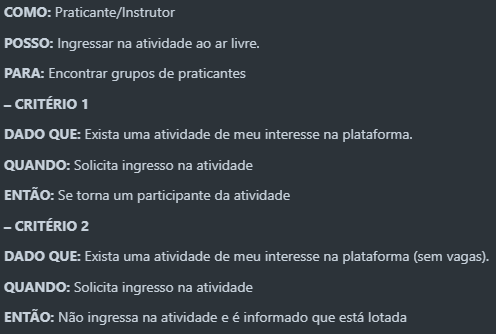 COMO: Praticante/Instrutor
POSSO: Ingressar na atividade ao ar livre.
PARA: Encontrar grupos de praticantes
– CRITÉRIO 1
DADO QUE: Exista uma atividade de meu interesse na plataforma.
QUANDO: Solicita ingresso na atividade
ENTÃO: Se torna um participante da atividade
– CRITÉRIO 2
DADO QUE: Exista uma atividade de meu interesse na plataforma (sem vagas).
QUANDO: Solicita ingresso na atividade
ENTÃO: Não ingressa na atividade e é informado que está lotada